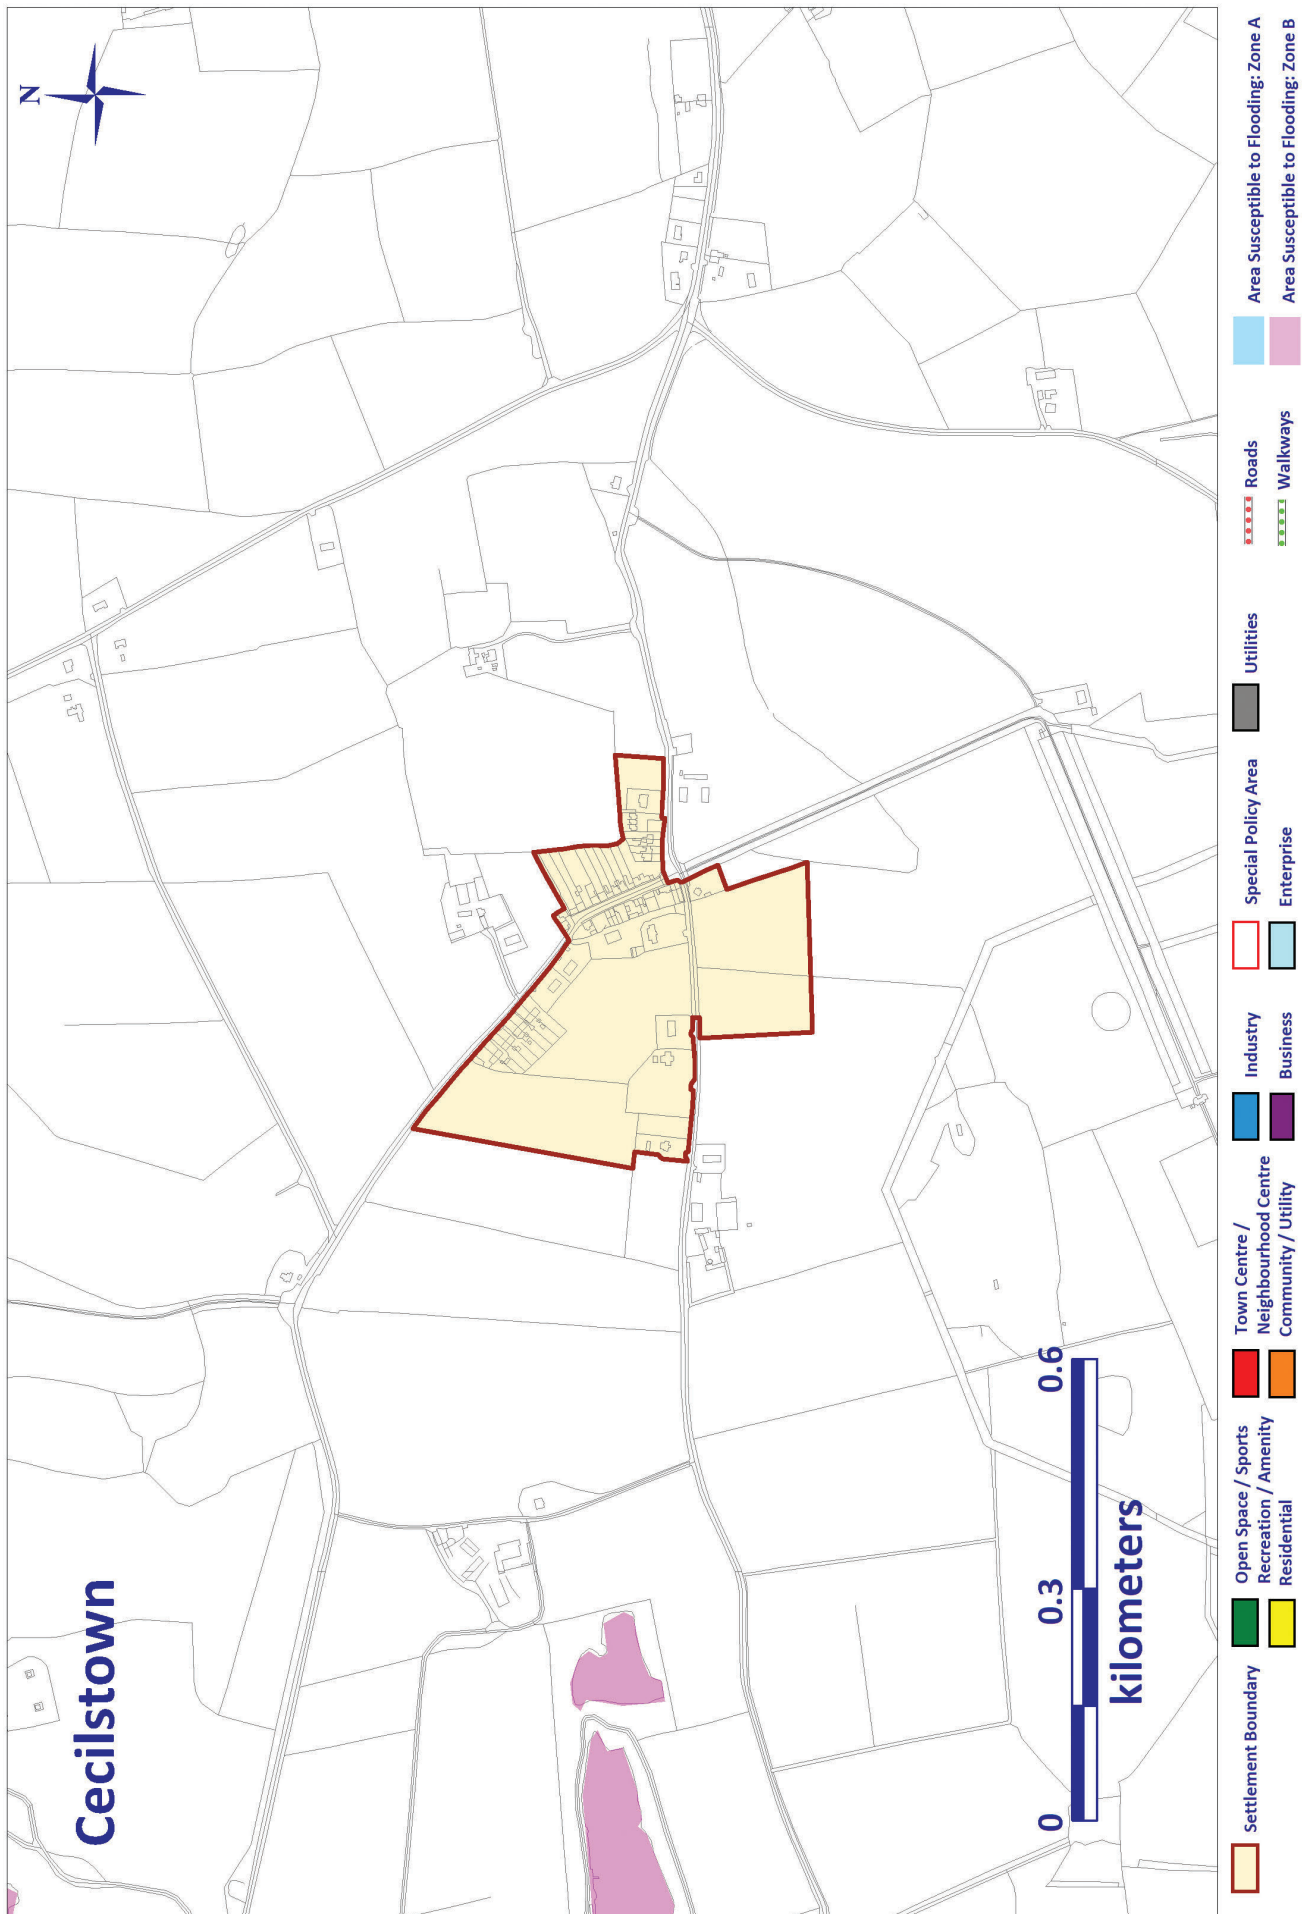 Cecilstown
N
0 0.3 0.6
kilometers
Settlement Boundary
Open Space / Sports
Recreation / Amenity
Residential
Town Centre /
Neighbourhood Centre
Community / Utility
Industry
Business
Special Policy Area
Enterprise
Utilities
Roads
Walkways
Area Susceptible to Flooding: Zone A
Area Susceptible to Flooding: Zone B